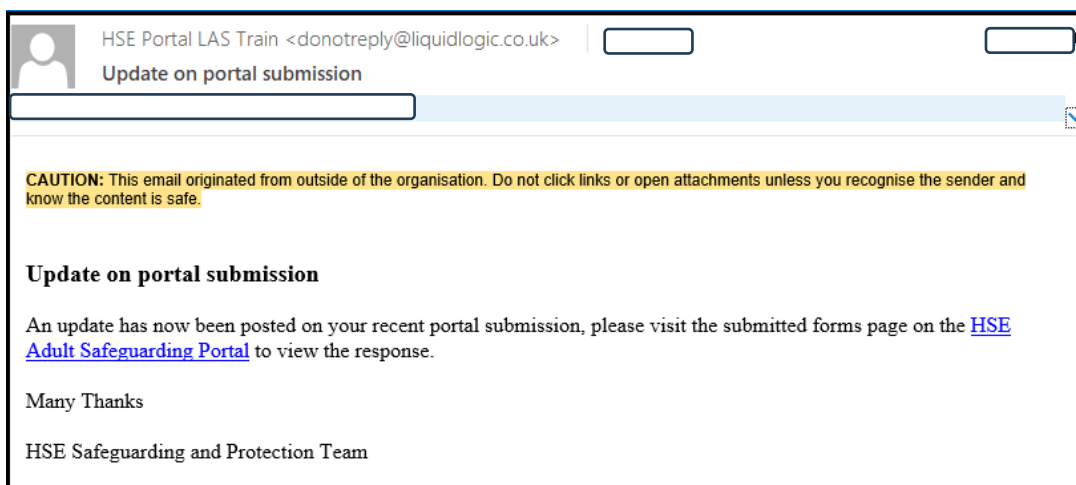 HSE Portal LAS Train <donotreply@liquidlogic.co.uk>
Update on portal submission
CAUTION: This email originated from outside of the organisation. Do not click links or open attachments unless you recognise the sender and
know the content is safe.
Update on portal submission
An update has now been posted on your recent portal submission, please visit the submitted forms page on the HSE
Adult Safeguarding Portal to view the response.
Many Thanks
HSE Safeguarding and Protection Team